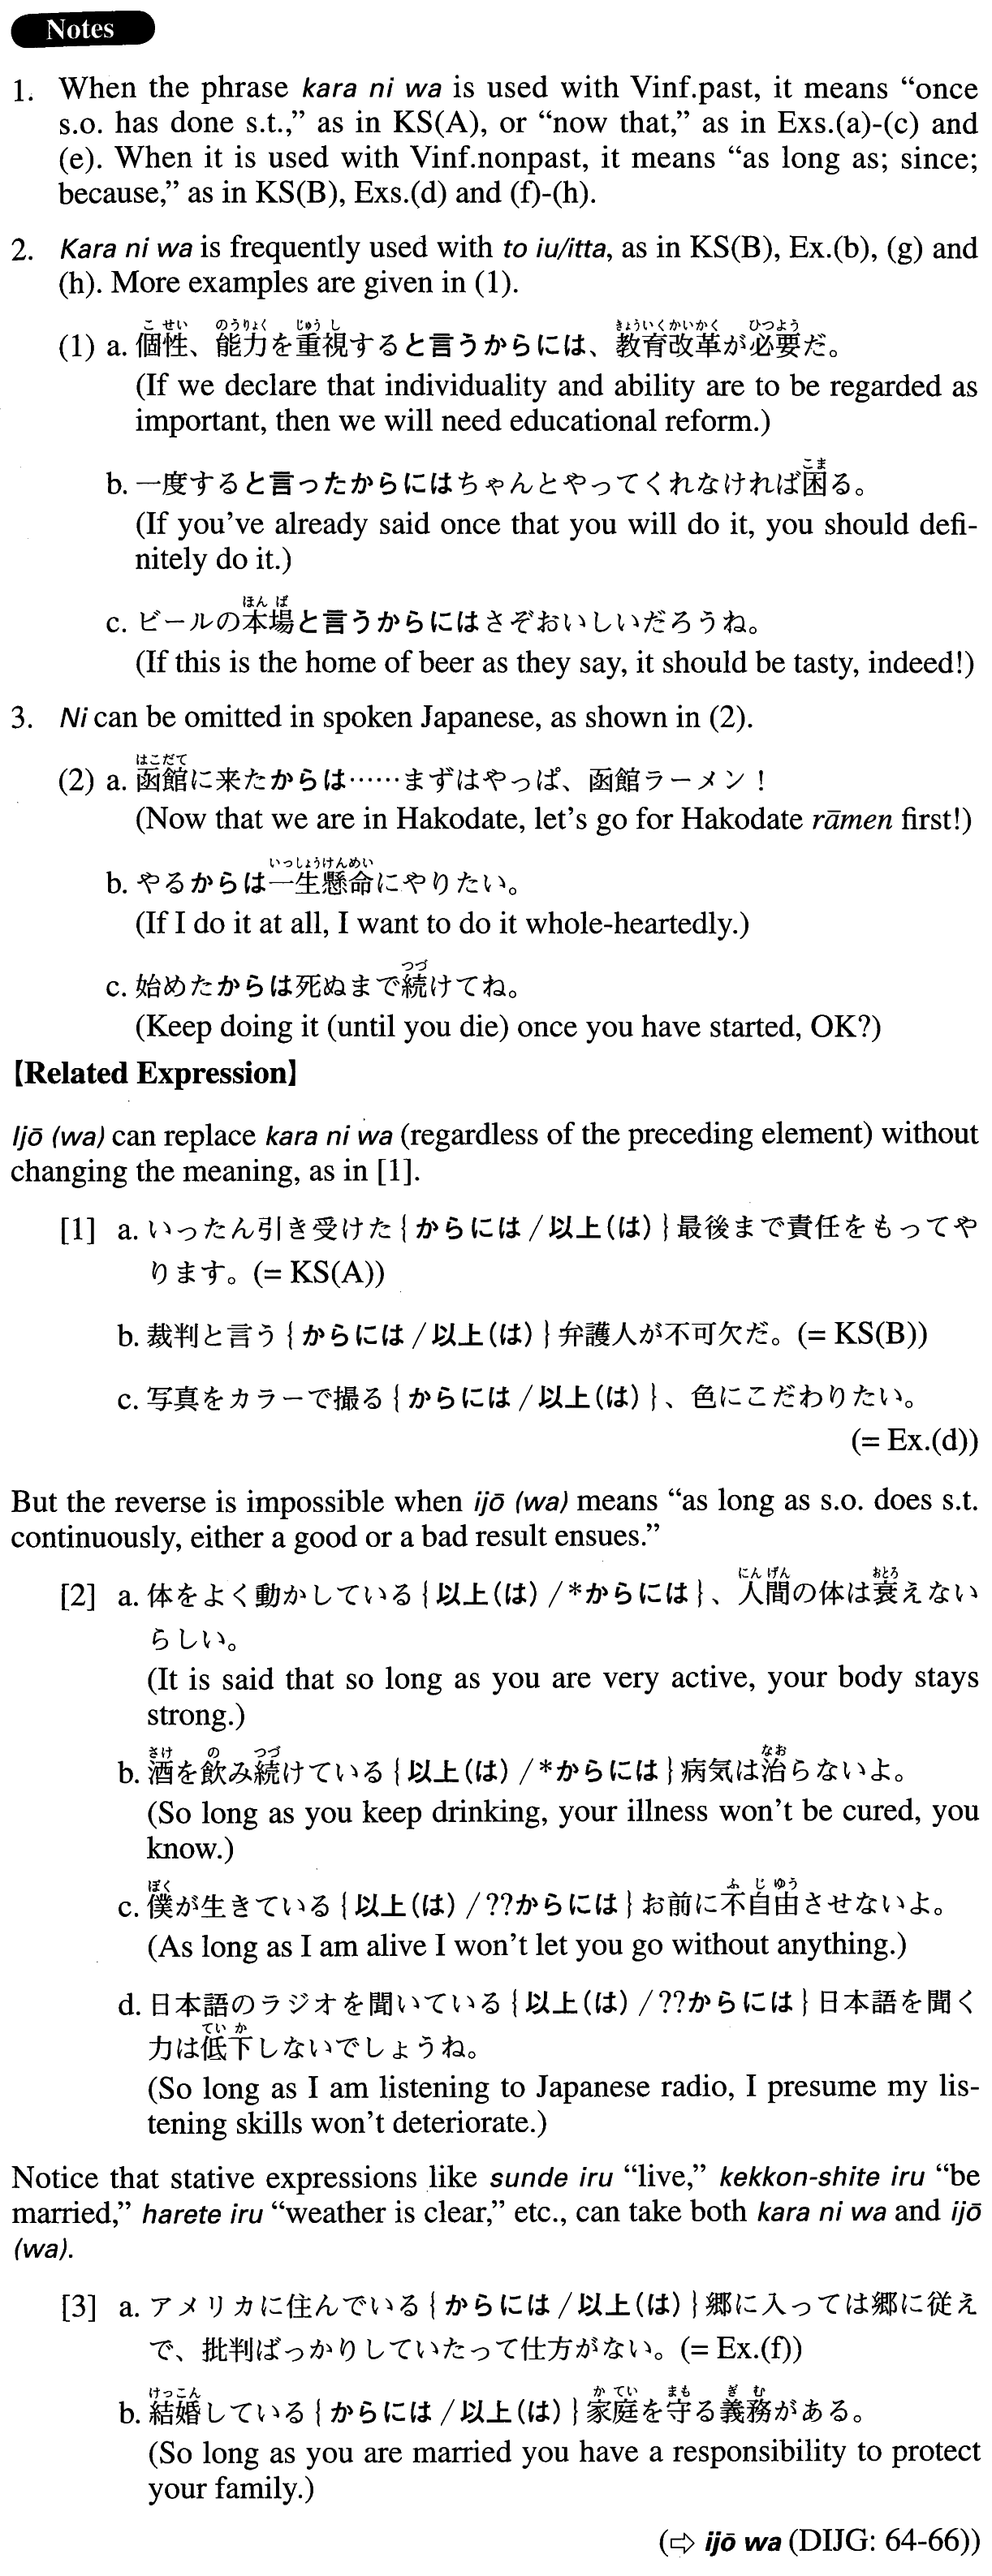 Notes
1. When the phrase kara ni wa is used with Vinf.past, it means “once
s.o. has done s.t.,” as in KS(A), or “now that,” as in Exs.(a)-(c) and
(e). When it is used with Vinf.nonpast, it means “as long as; since;
because,” as in KS(B), Exs.(d) and (f)-(h).
2. Kara ni wa is frequently used with to iu/itta, as in KS(B), Ex.(b), (g) and
(h). More examples are given in (1).
こせい のうりょく じゅうし きょういくかいかく ひつよう
(1) a. 個性、能力を重視すると言うからには、教育改革が必要だ。
(If we declare that individuality and ability are to be regarded as
important, then we will need educational reform.)
こま
b. 一度すると言ったからにはちゃんとやってくれなければ困る。
(If you’ve already said once that you will do it, you should defi-
nitely do it.)
ほんば
c. ビールの本場と言うからにはさぞおいしいだろうね。
(If this is the home of beer as they say, it should be tasty, indeed!)
3. Ni can be omitted in spoken Japanese, as shown in (2).
はこだて
(2) a. 函館に来たからは……まずはやっぱ、函館ラーメン！
(Now that we are in Hakodate, let’s go for Hakodate rāmen first!)
いっしょうけんめい
b. やるからは一生懸命にやりたい。
(If I do it at all, I want to do it whole-heartedly.)
つづ
c. 始めたからは死ぬまで続けてね。
(Keep doing it (until you die) once you have started, OK?)
【Related Expression】
Ijō (wa) can replace kara ni wa (regardless of the preceding element) without
changing the meaning, as in [1].
[1] a. いったん引き受けた{からには/以上(は)}最後まで責任をもってや
ります。(= KS(A))
b. 裁判と言う{からには/以上(は)}弁護人が不可欠だ。(= KS(B))
c. 写真をカラーで撮る{からには/以上(は)}、色にこだわりたい。
(= Ex.(d))
But the reverse is impossible when ijō (wa) means “as long as s.o. does s.t.
continuously, either a good or a bad result ensues.”
にんげん おとろ
[2] a. 体をよく動かしている{以上(は)/*からには}、人間の体は衰えない
らしい。
(It is said that so long as you are very active, your body stays
strong.)
さけ の つづ なお
b. 酒を飲み続けている{以上(は)/*からには}病気は治らないよ。
(So long as you keep drinking, your illness won’t be cured, you
know.)
ぼく ふじゆう
c. 僕が生きている{以上(は)/??からには}お前に不自由させないよ。
(As long as I am alive I won’t let you go without anything.)
d. 日本語のラジオを聞いている{以上(は)/??からには}日本語を聞く
ていか
力は低下しないでしょうね。
(So long as I am listening to Japanese radio, I presume my lis-
tening skills won’t deteriorate.)
Notice that stative expressions like sunde iru “live,” kekkon-shite iru “be
married,” harete iru “weather is clear,” etc., can take both kara ni wa and ijō
(wa).
[3] a. アメリカに住んでいる{からには/以上(は)}郷に入っては郷に従え
で、批判ばっかりしていたって仕方がない。(= Ex.(f))
けっこん かてい まも ぎむ
b. 結婚している{からには/以上(は)}家庭を守る義務がある。
(So long as you are married you have a responsibility to protect
your family.)
(⇨ ijō wa (DIJG: 64-66))